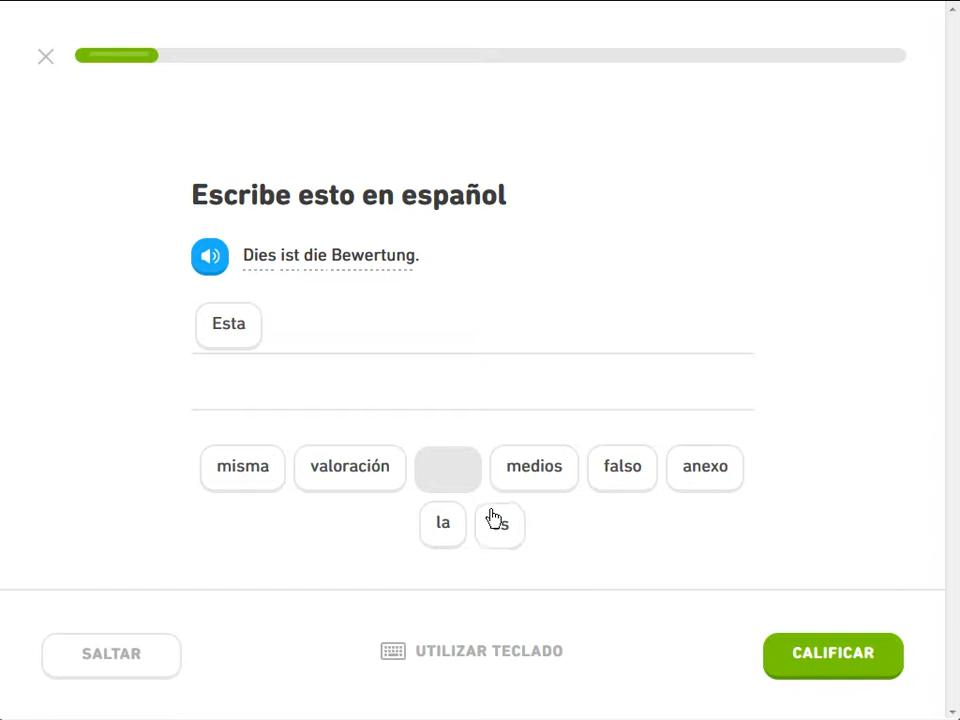 Escribe esto en español
Dies ist die Bewertung.
Esta
misma valoración medios falso anexo
la
SALTAR UTILIZAR TECLADO CALIFICAR